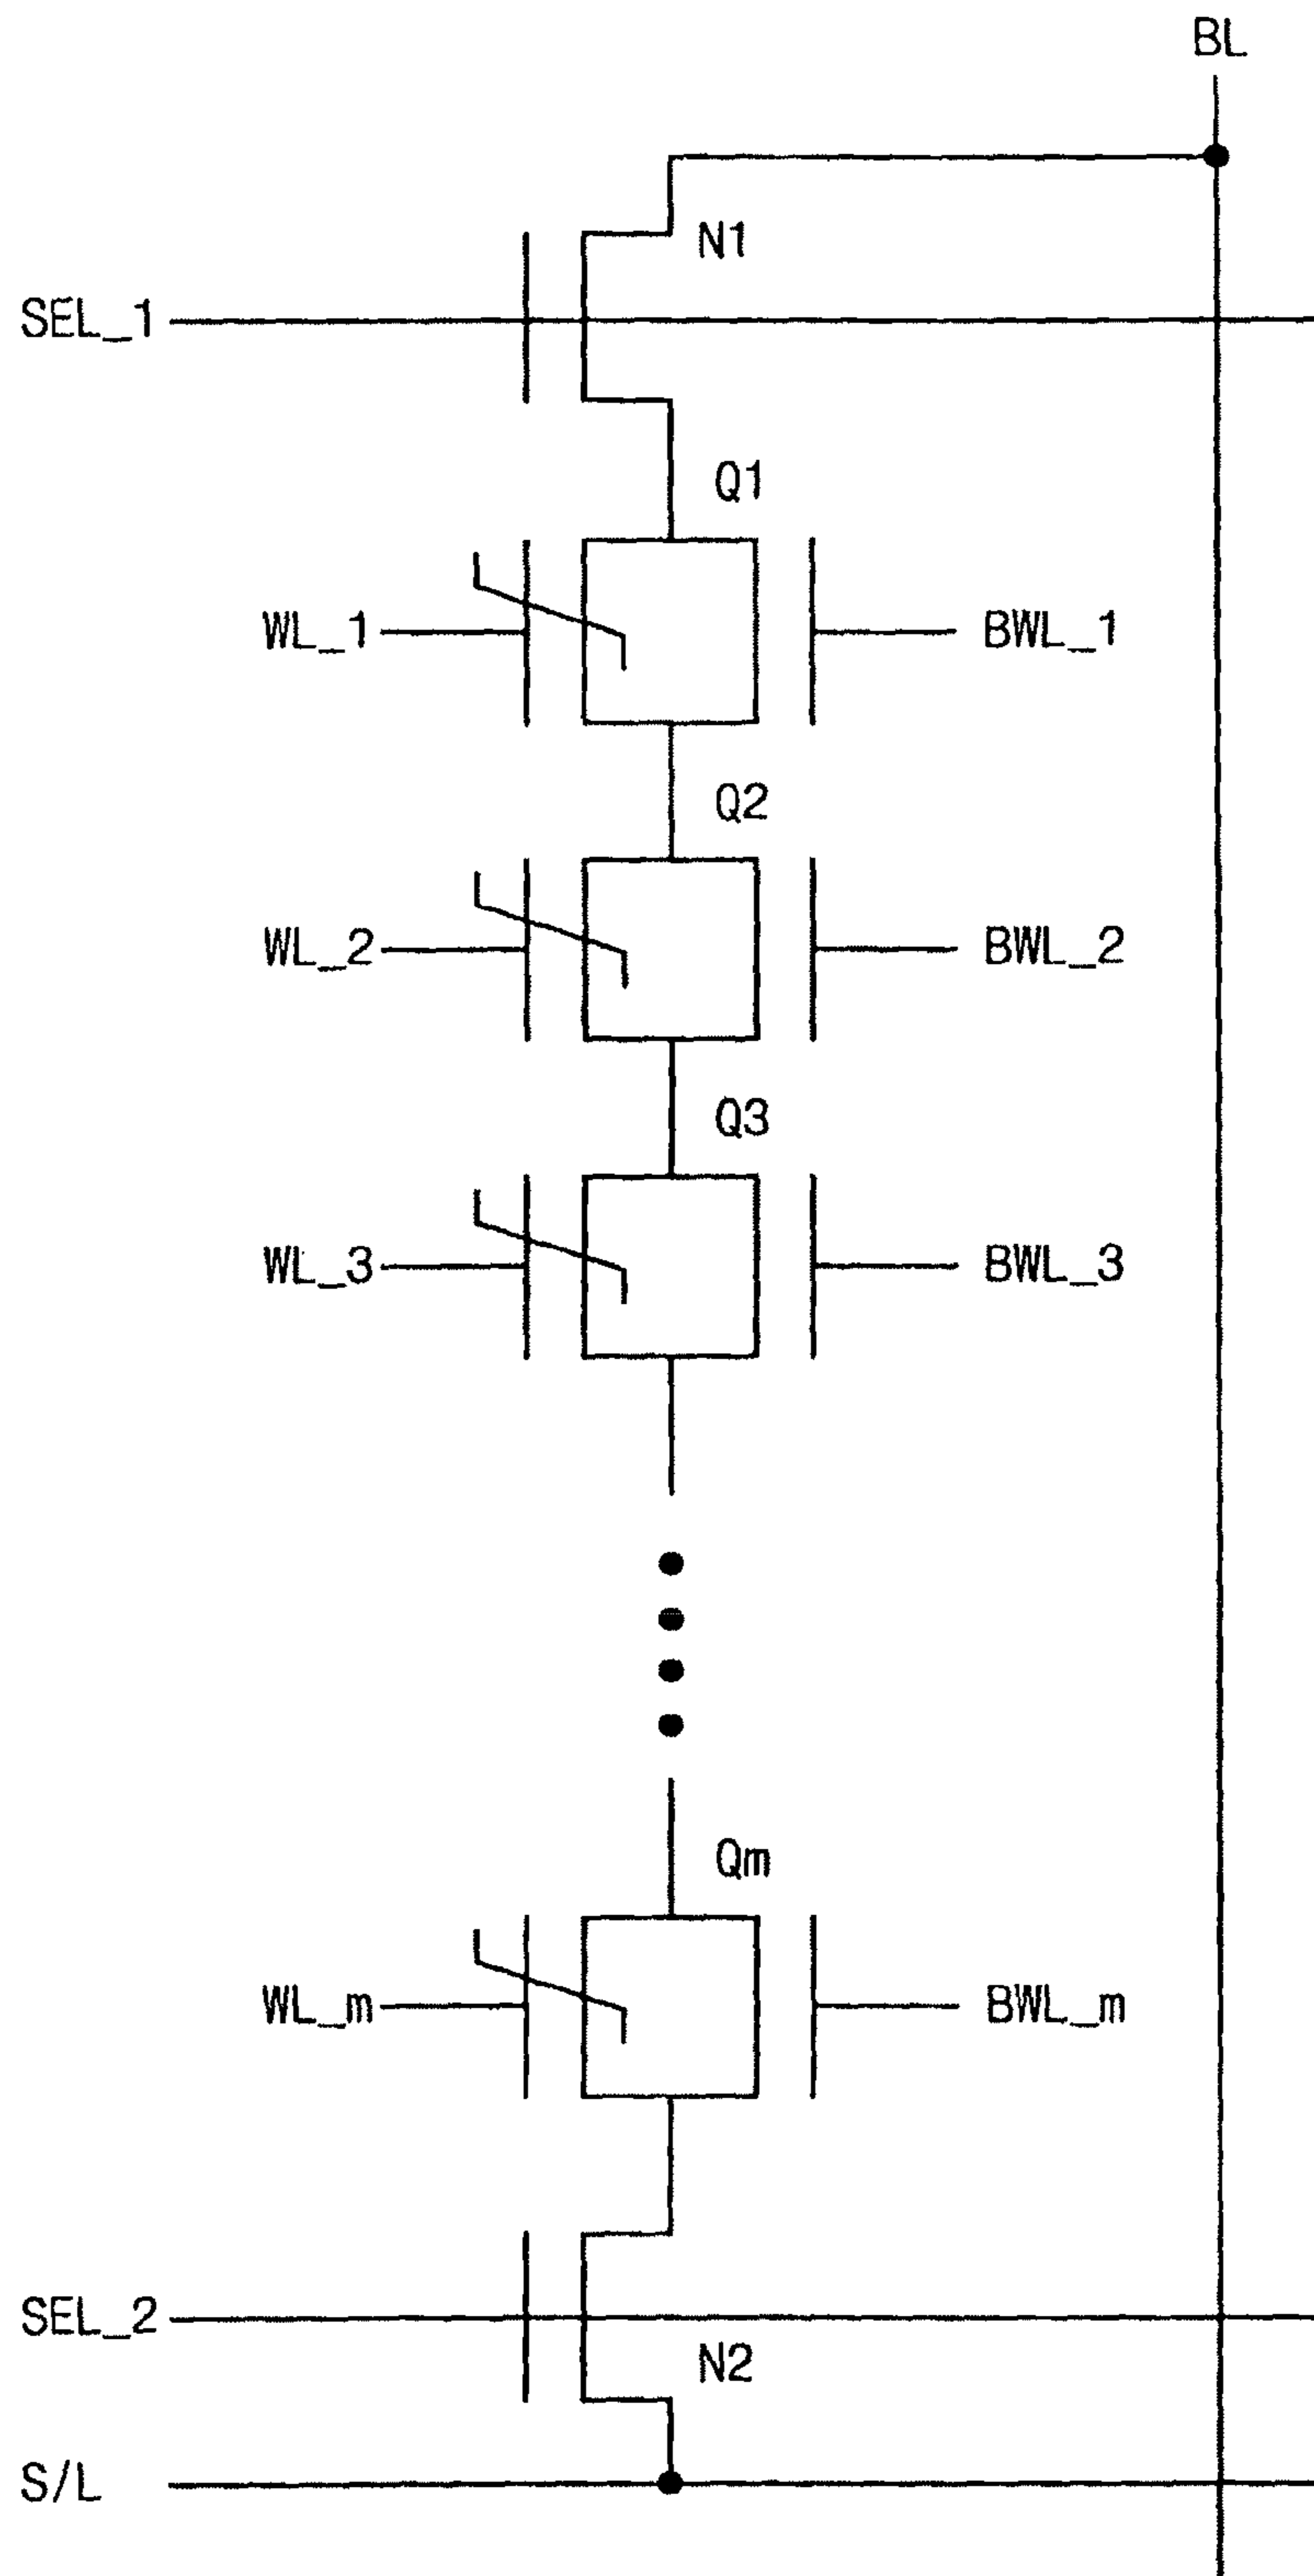 BL
N1
SEL_1
Q1
WL_1 BWL_1
Q2
WL_2 BWL_2
Q3
WL_3 BWL_3
Qm
WL_m BWL_m
SEL_2
N2
S/L